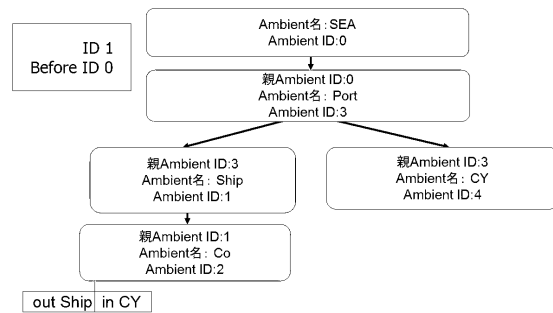 ID 1
Before ID 0
Ambient名：SEA
Ambient ID:0
親Ambient ID:0
Ambient名： Port
Ambient ID:3
親Ambient ID:3
Ambient名： Ship
Ambient ID:1
親Ambient ID:3
Ambient名： CY
Ambient ID:4
親Ambient ID:1
Ambient名： Co
Ambient ID:2
out Ship in CY